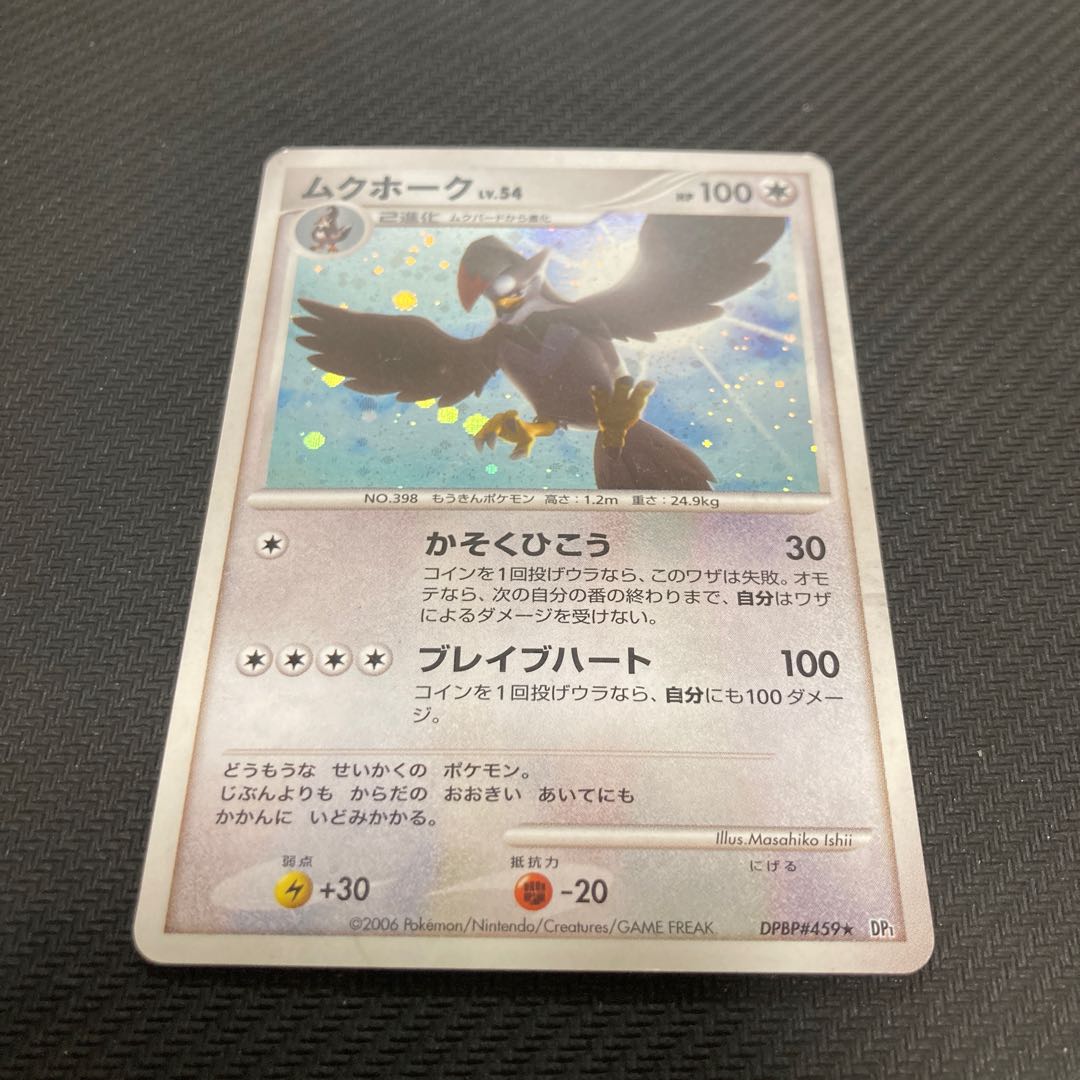 ムクホーク LV.54 HP 100
2進化 ムクバードから進化
NO.398 もうきんポケモン 高さ：1.2m 重さ：24.9kg
かそくひこう 30
コインを1回投げウラなら、このワザは失敗。オモ
テなら、次の自分の番の終わりまで、自分はワザ
によるダメージを受けない。
ブレイブハート 100
コインを1回投げウラなら、自分にも100ダメー
ジ。
どうもうな せいかくの ポケモン。
じぶんよりも からだの おおきい あいてにも
かかんに いどみかかる。
Illus.Masahiko Ishii
弱点 抵抗力 にげる
+30 -20
©2006 Pokémon/Nintendo/Creatures/GAME FREAK. DPBP#459★ DP1